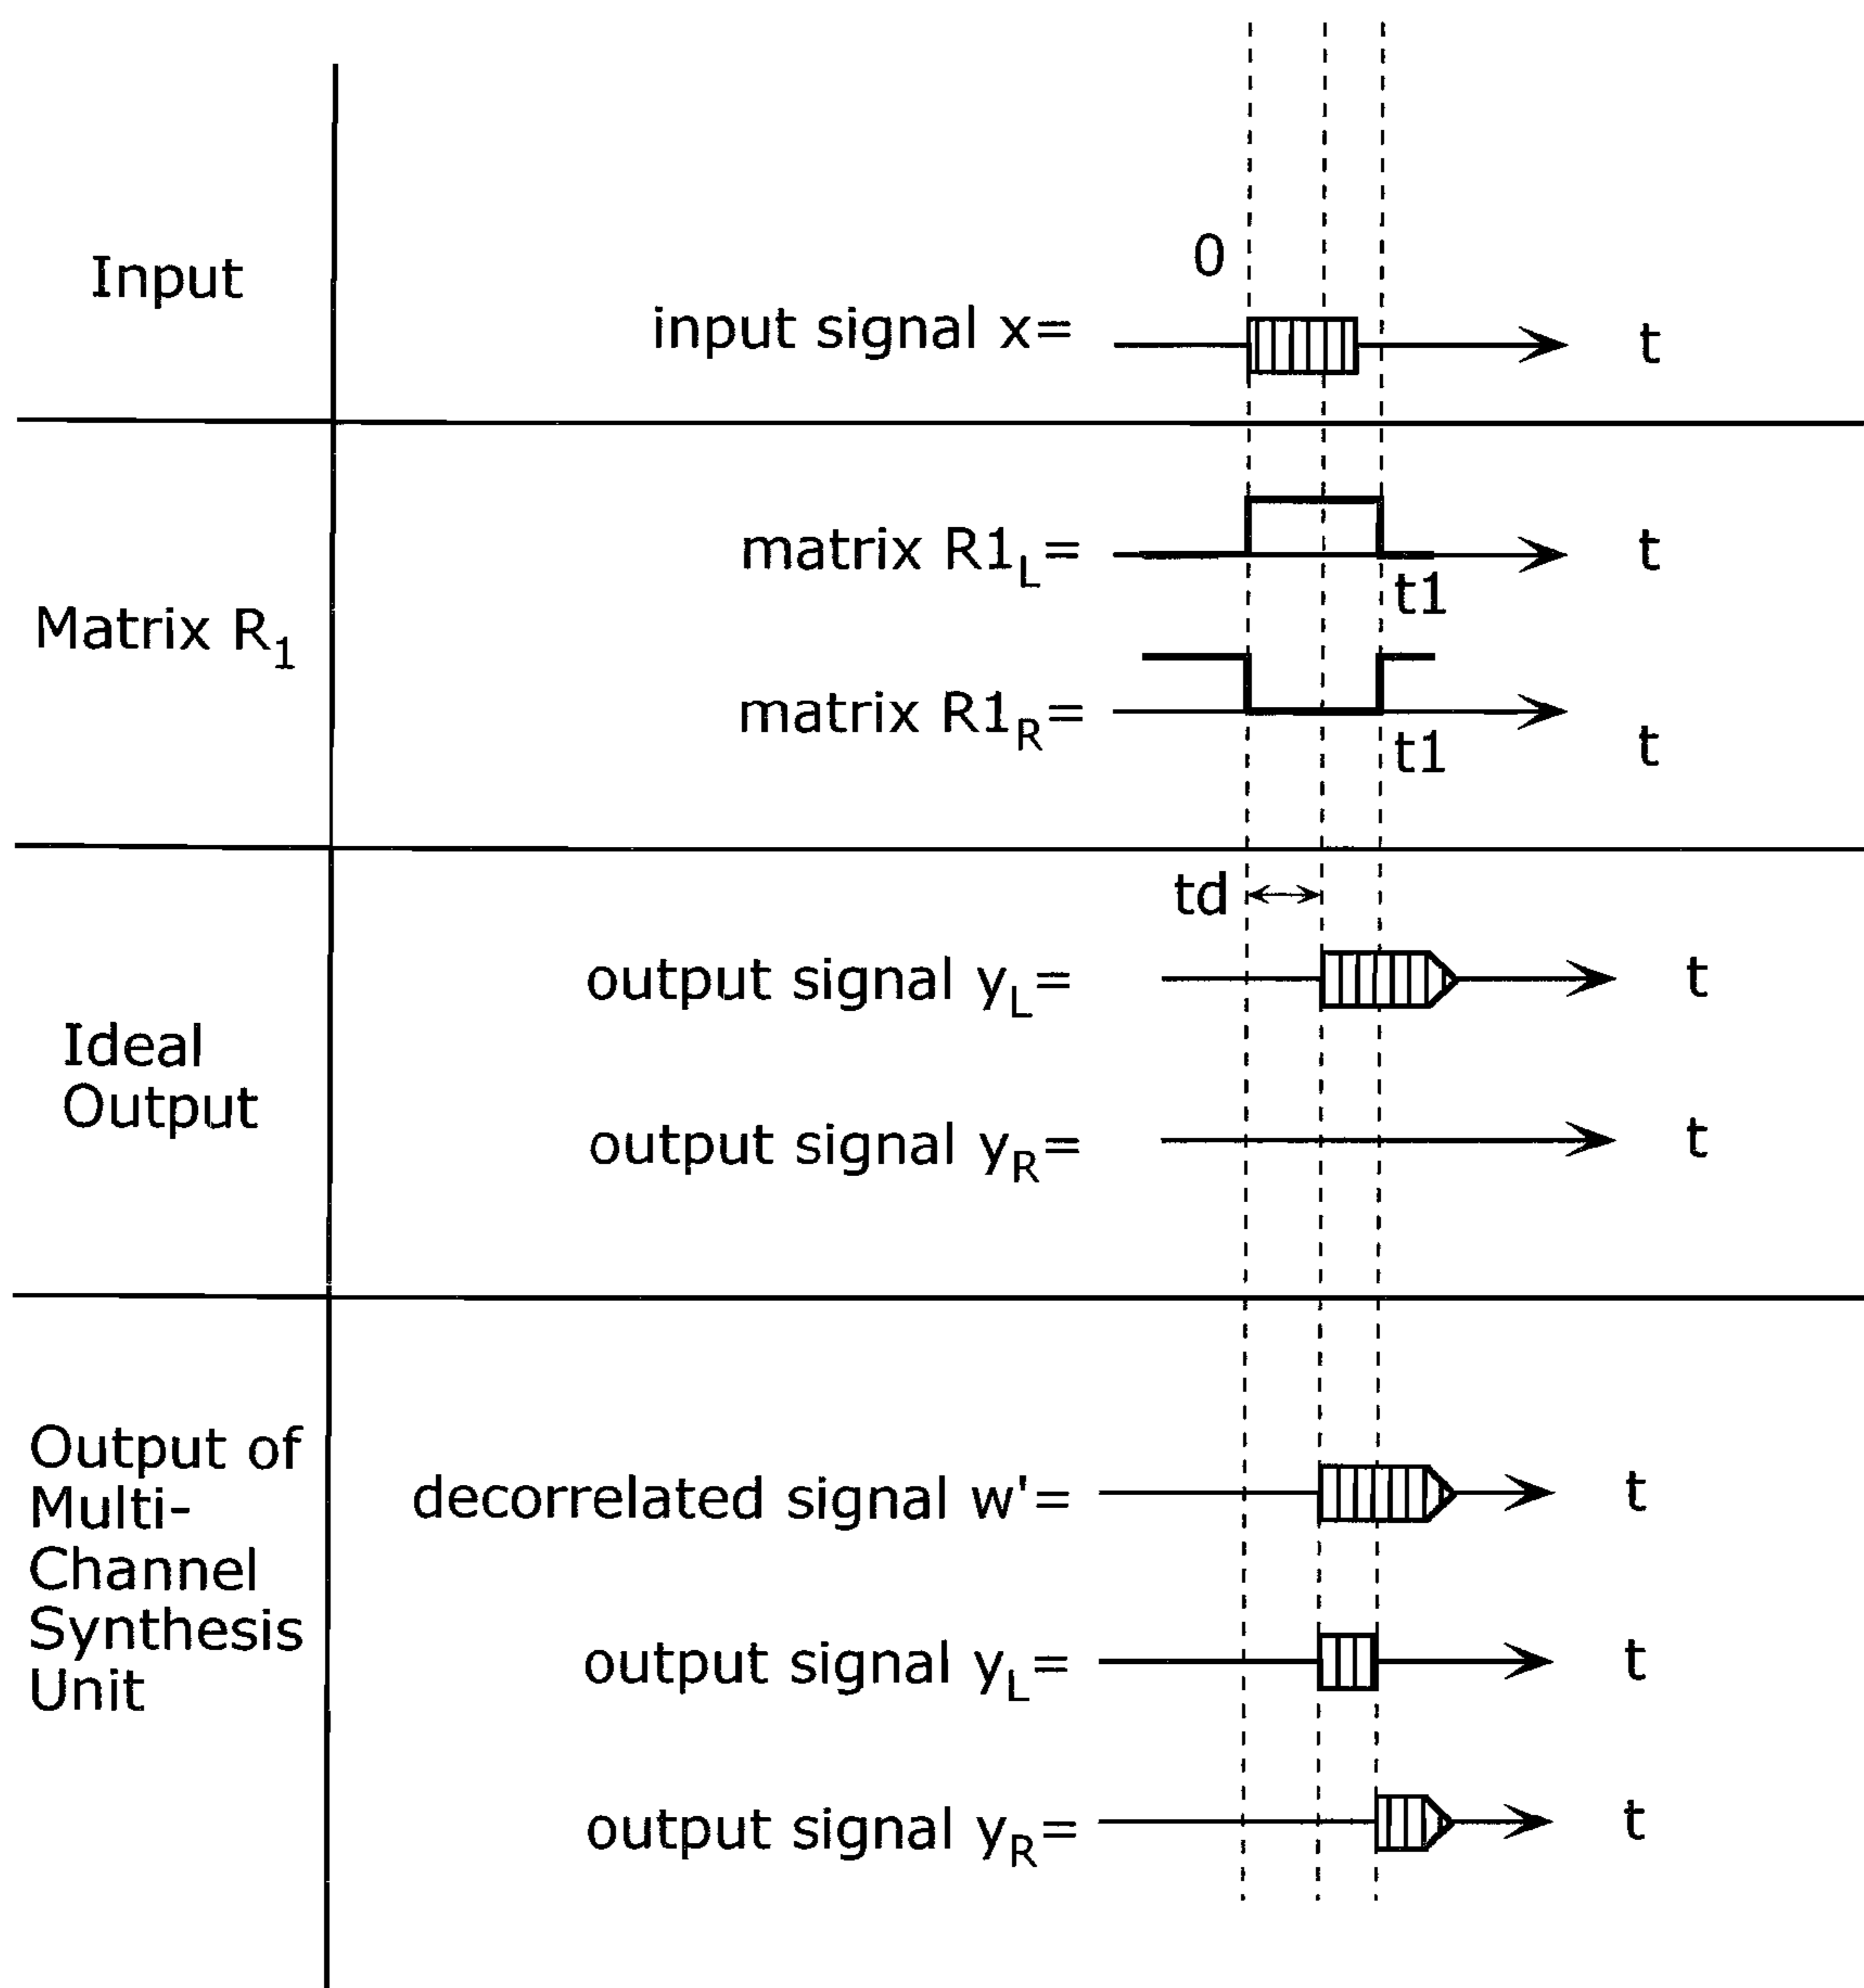 0
Input
input signal x=
t
matrix R1L=
t
t1
Matrix R1
matrix R1R=
t1
t
td
output signal yL=
t
Ideal
Output
output signal yR=
t
Output of
Multi-
Channel
Synthesis
Unit
decorrelated signal w'=
t
output signal yL=
t
output signal yR=
t